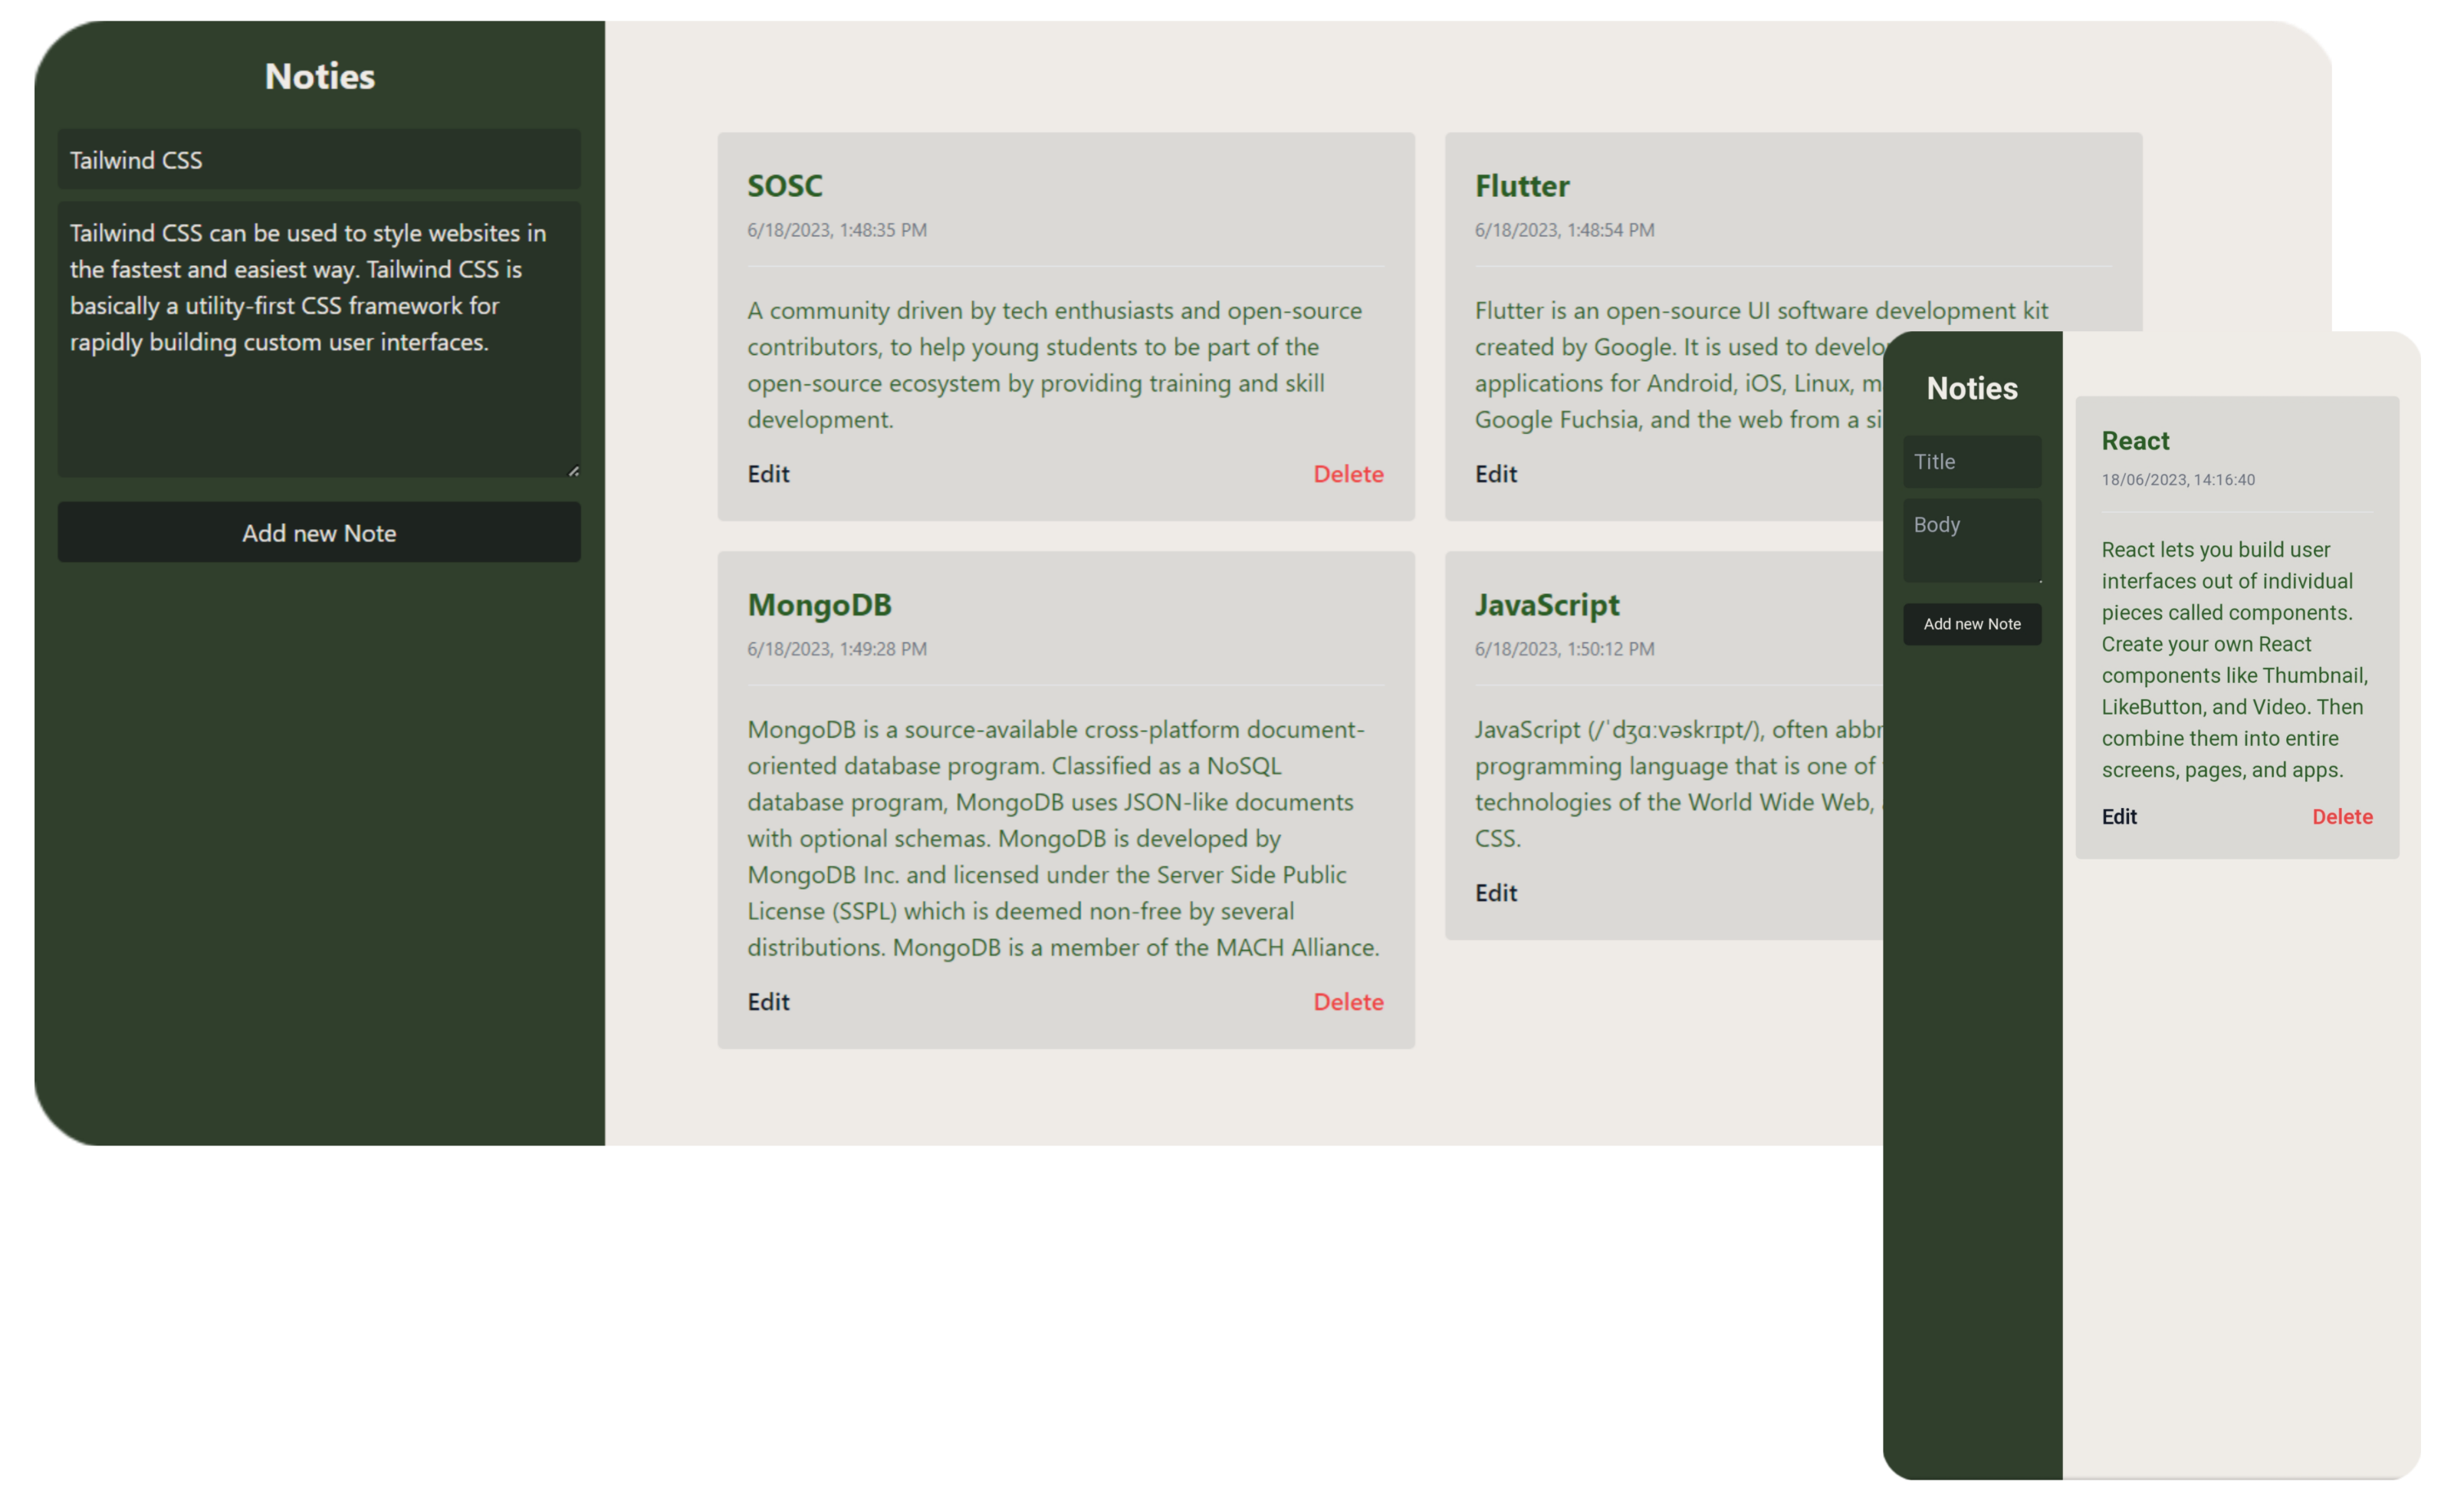 Noties
Tailwind CSS
Tailwind CSS can be used to style websites in
the fastest and easiest way. Tailwind CSS is
basically a utility-first CSS framework for
rapidly building custom user interfaces.
Add new Note
SOSC
6/18/2023, 1:48:35 PM
A community driven by tech enthusiasts and open-source
contributors, to help young students to be part of the
open-source ecosystem by providing training and skill
development.
Edit
Delete
Flutter
6/18/2023, 1:48:54 PM
Flutter is an open-source UI software development kit
created by Google. It is used to
applications for Android, iOS, Linux,
Google Fuchsia, and the web from a
Edit
MongoDB
6/18/2023, 1:49:28 PM
MongoDB is a source-available cross-platform document-
oriented database program. Classified as a NoSQL
database program, MongoDB uses JSON-like documents
with optional schemas. MongoDB is developed by
MongoDB Inc. and licensed under the Server Side Public
License (SSPL) which is deemed non-free by several
distributions. MongoDB is a member of the MACH Alliance.
Edit
Delete
JavaScript
6/18/2023, 1:50:12 PM
JavaScript (/ˈdʒɑːvəskrɪpt/), often
programming language that is one of
technologies of the World Wide Web,
CSS.
Edit
Noties
Title
Body
Add new Note
React
18/06/2023, 14:16:40
React lets you build user
interfaces out of individual
pieces called components.
Create your own React
components like Thumbnail,
LikeButton, and Video. Then
combine them into entire
screens, pages, and apps.
Edit
Delete